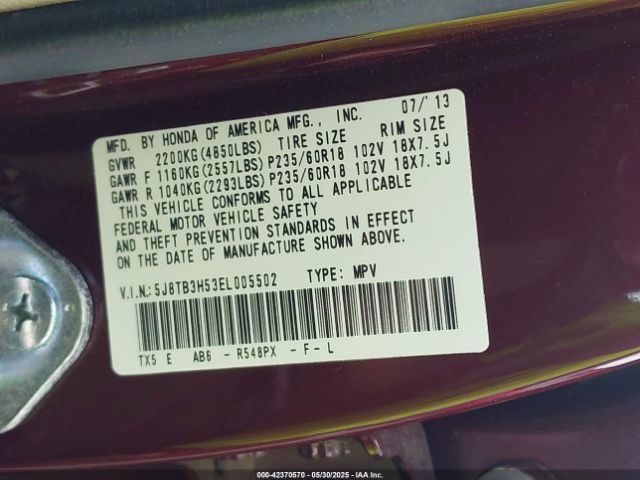 MFD. BY HONDA OF AMERICA MFG., INC. 07/'13
GVWR 2200KG(4850LBS) TIRE SIZE RIM SIZE
GAWR F 1160KG(2557LBS) P235/60R18 102V 18X7.5J
GAWR R 1040KG(2293LBS) P235/60R18 102V 18X7.5J
THIS VEHICLE CONFORMS TO ALL APPLICABLE
FEDERAL MOTOR VEHICLE SAFETY
AND THEFT PREVENTION STANDARDS IN EFFECT
ON THE DATE OF MANUFACTURE SHOWN ABOVE.
V.I.N.:5J8TB3H53EL005502 TYPE: MPV
TX5 E AB6 - R548PX - F - L
000-42370570 — 05/30/2025 — IAA Inc.